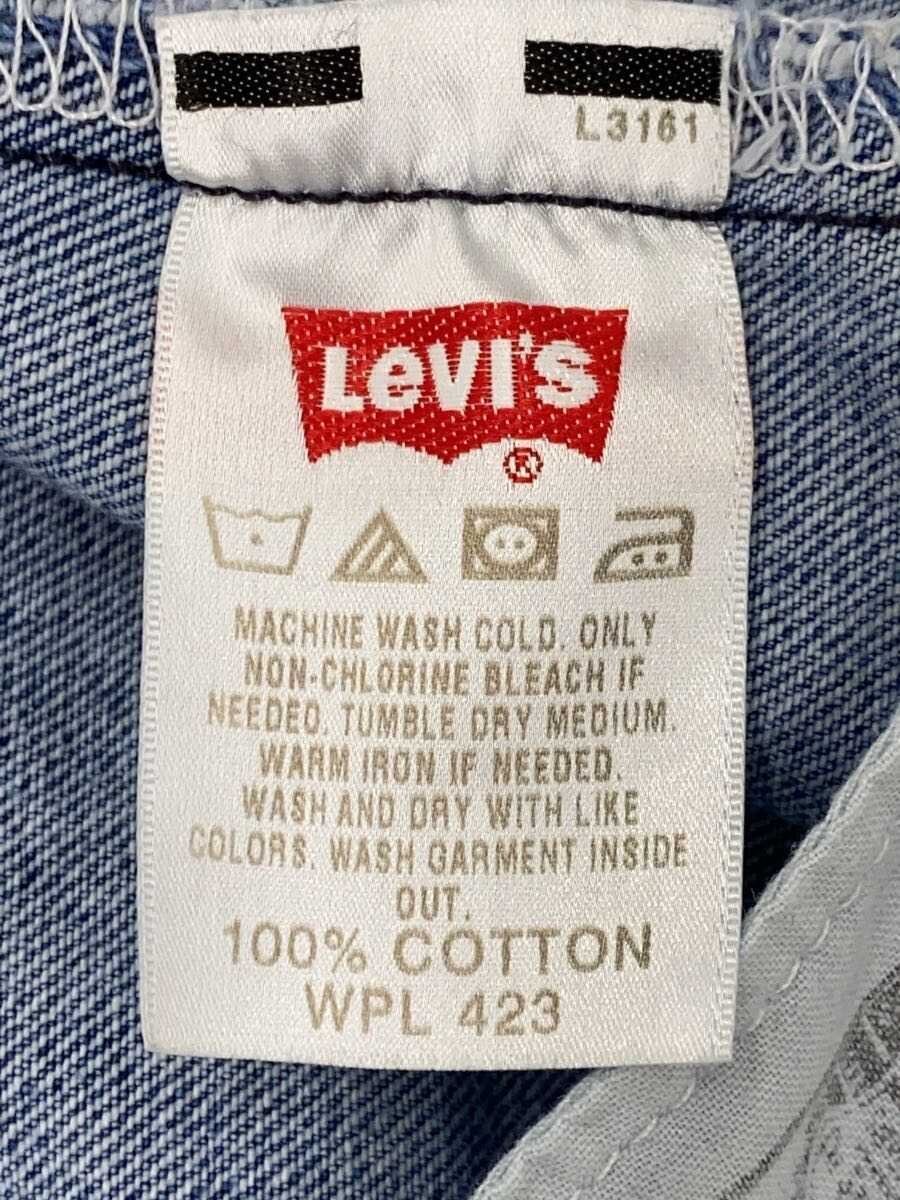 L3161
Levi's
®
MACHINE WASH COLD. ONLY
NON-CHLORINE BLEACH IF
NEEDED. TUMBLE DRY MEDIUM.
WARM IRON IF NEEDED.
WASH AND DRY WITH LIKE
COLORS. WASH GARMENT INSIDE
OUT.
100% COTTON
WPL 423